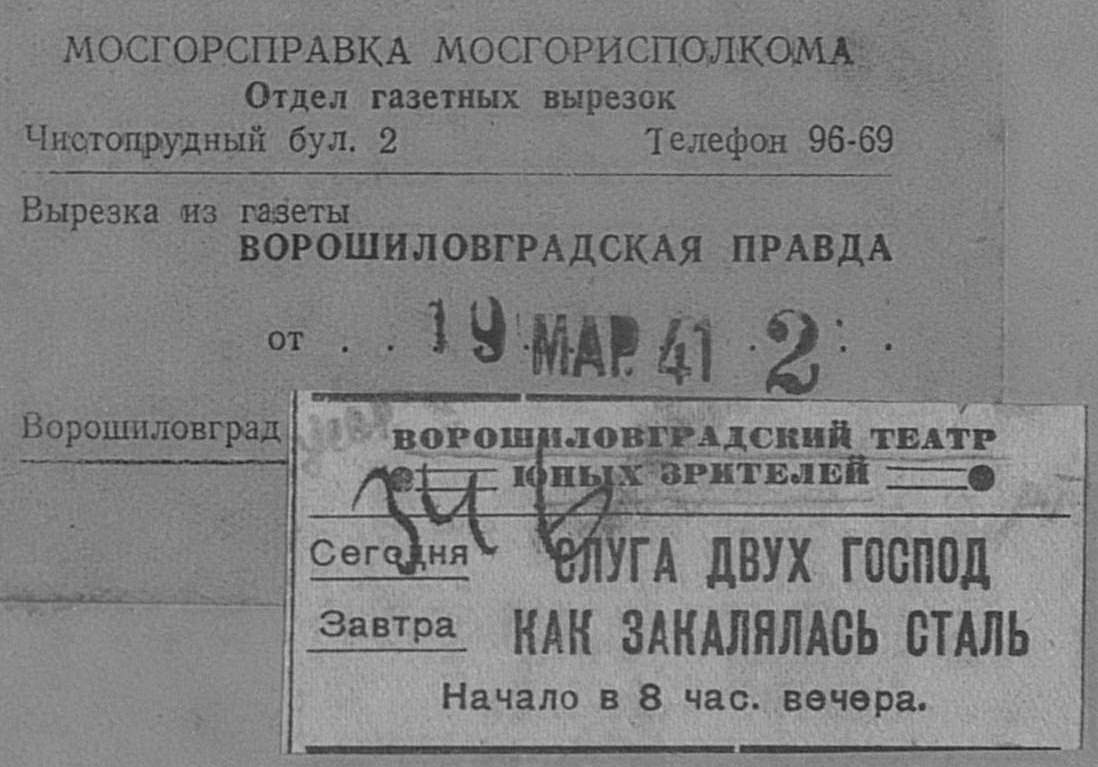 МОСГОРСПРАВКА МОСГОРИСПОЛКОМА
Отдел газетных вырезок
Чистопрудный бул. 2 Телефон 96-69
Вырезка из газеты
ВОРОШИЛОВГРАДСКАЯ ПРАВДА
от . . 19 МАР. 41 2 . .
Ворошиловград
ВОРОШИЛОВГРАДСКИЙ ТЕАТР
ЮНЫХ ЗРИТЕЛЕЙ
Сегодня СЛУГА ДВУХ ГОСПОД
Завтра КАК ЗАКАЛЯЛАСЬ СТАЛЬ
Начало в 8 час. вечера.